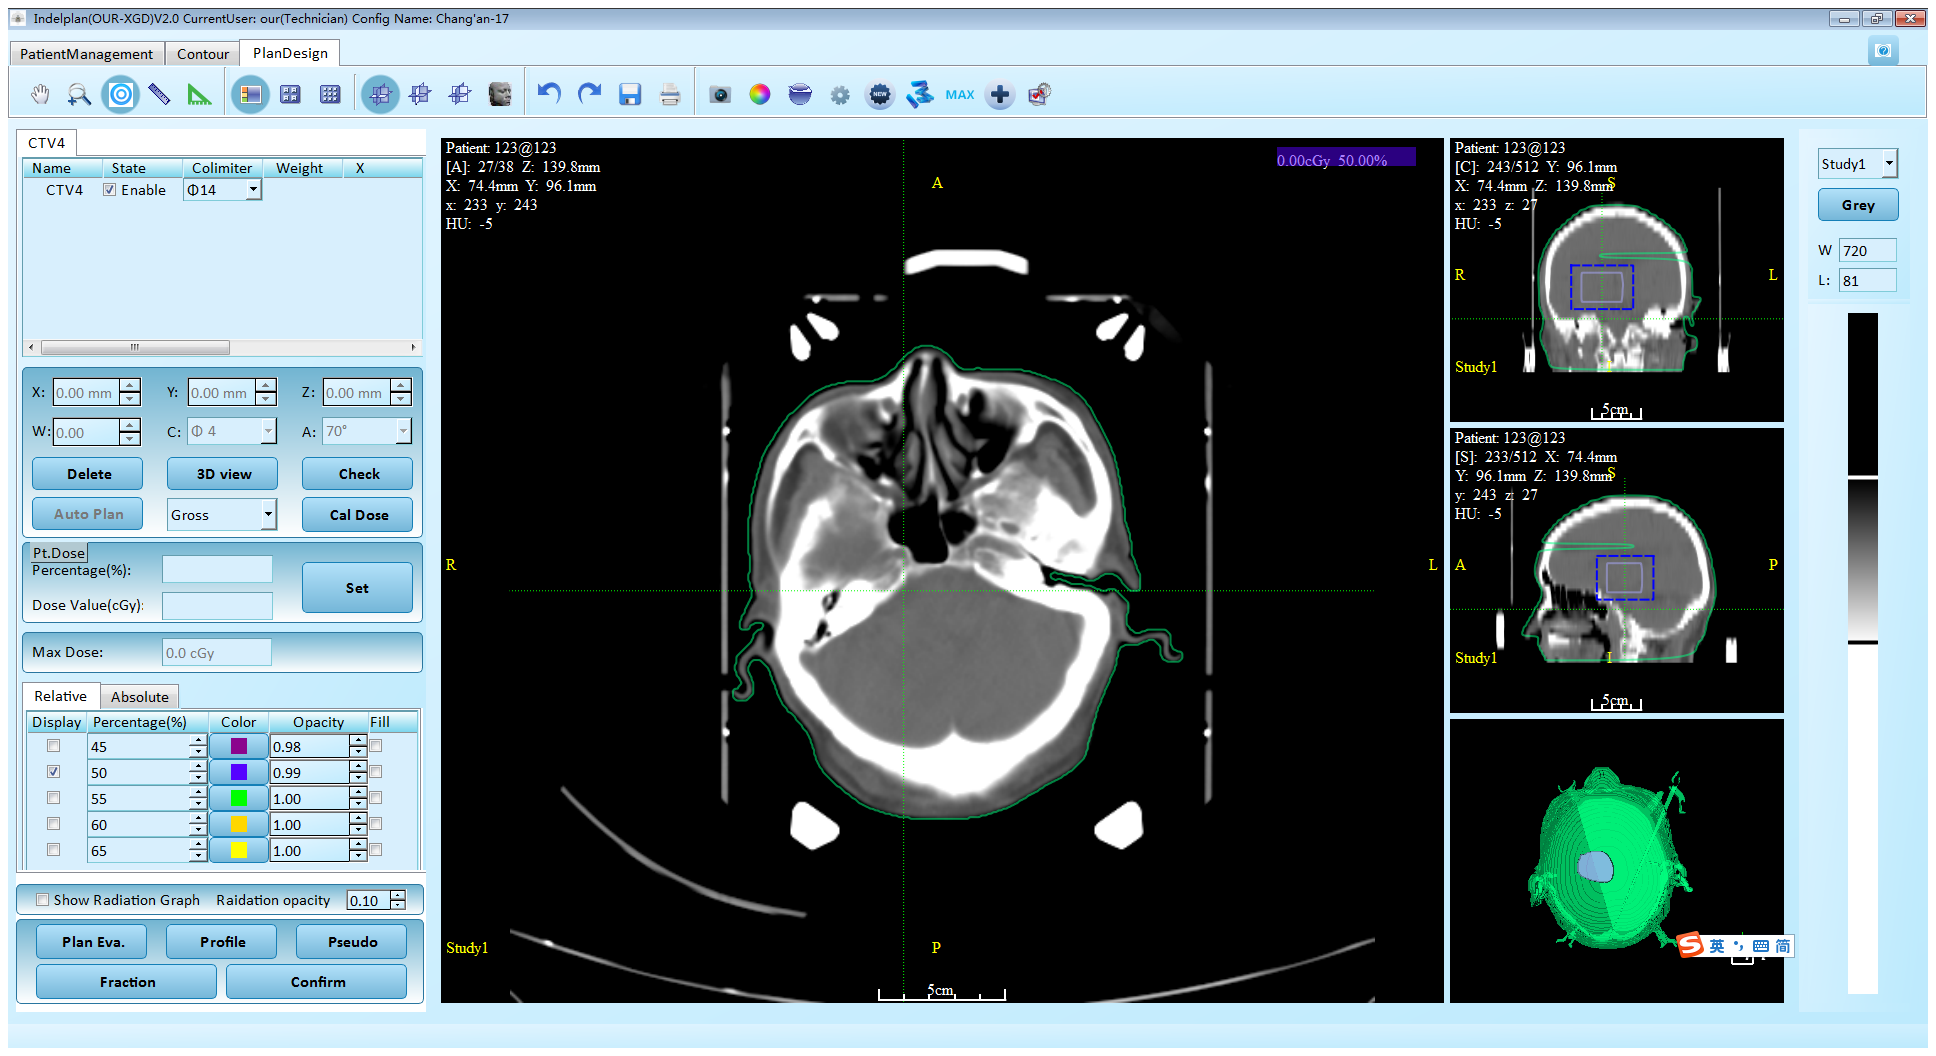 Indelplan(OUR-XGD)V2.0 CurrentUser: our(Technician) Config Name: Chang'an-17
PatientManagement Contour PlanDesign
NEW MAX
CTV4
Name State Colimiter Weight X
CTV4 Enable Φ14
X: 0.00 mm Y: 0.00 mm Z: 0.00 mm
W: 0.00 C: Φ 4 A: 70°
Delete 3D view Check
Auto Plan Gross Cal Dose
Pt.Dose
Percentage(%):
Set
Dose Value(cGy):
Max Dose: 0.0 cGy
Relative Absolute
Display Percentage(%) Color Opacity Fill
45 0.98
50 0.99
55 1.00
60 1.00
65 1.00
Show Radiation Graph Raidation opacity 0.10
Plan Eva. Profile Pseudo
Fraction Confirm
Patient: 123@123
[A]: 27/38 Z: 139.8mm
X: 74.4mm Y: 96.1mm
x: 233 y: 243
HU: -5
0.00cGy 50.00%
A
R
L
Study1
P
5cm
Patient: 123@123
[C]: 243/512 Y: 96.1mm
X: 74.4mm Z: 139.8mm
S
x: 233 z: 27
HU: -5
R L
Study1
5cm
Patient: 123@123
[S]: 233/512 X: 74.4mm
Y: 96.1mm Z: 139.8mm
S
y: 243 z: 27
HU: -5
A P
Study1 I
5cm
S 英 简
Study1
Grey
W 720
L: 81